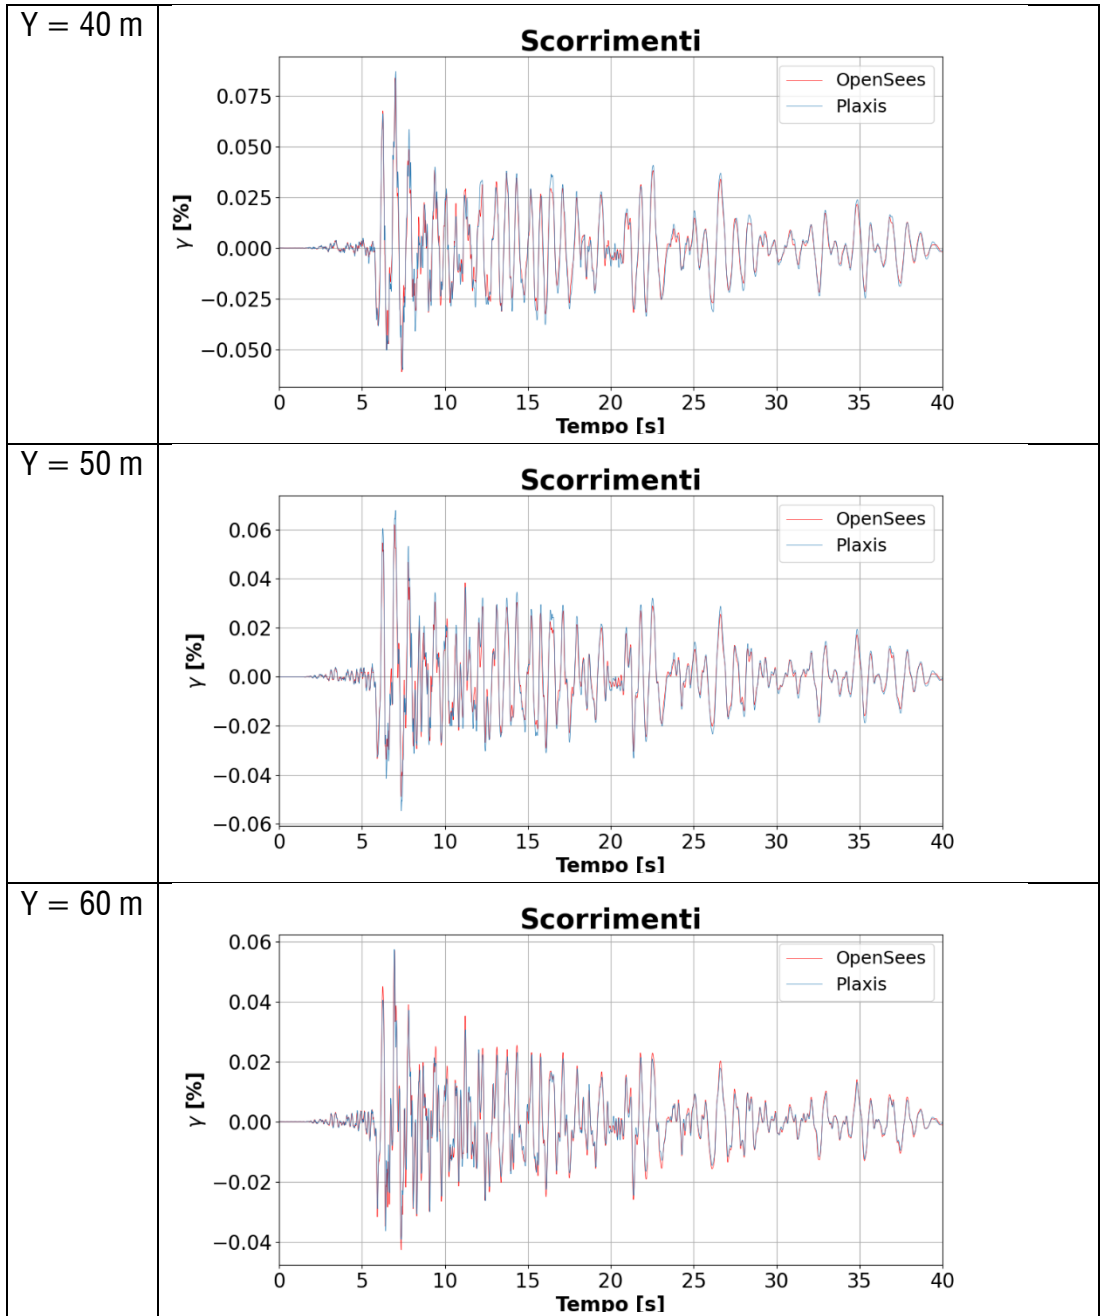 Y = 40 m
Scorrimenti
OpenSees
Plaxis
γ [%]
0.075
0.050
0.025
0.000
−0.025
−0.050
0 5 10 15 20 25 30 35 40
Tempo [s]
Y = 50 m
Scorrimenti
OpenSees
Plaxis
γ [%]
0.06
0.04
0.02
0.00
−0.02
−0.04
−0.06
0 5 10 15 20 25 30 35 40
Tempo [s]
Y = 60 m
Scorrimenti
OpenSees
Plaxis
γ [%]
0.06
0.04
0.02
0.00
−0.02
−0.04
0 5 10 15 20 25 30 35 40
Tempo [s]